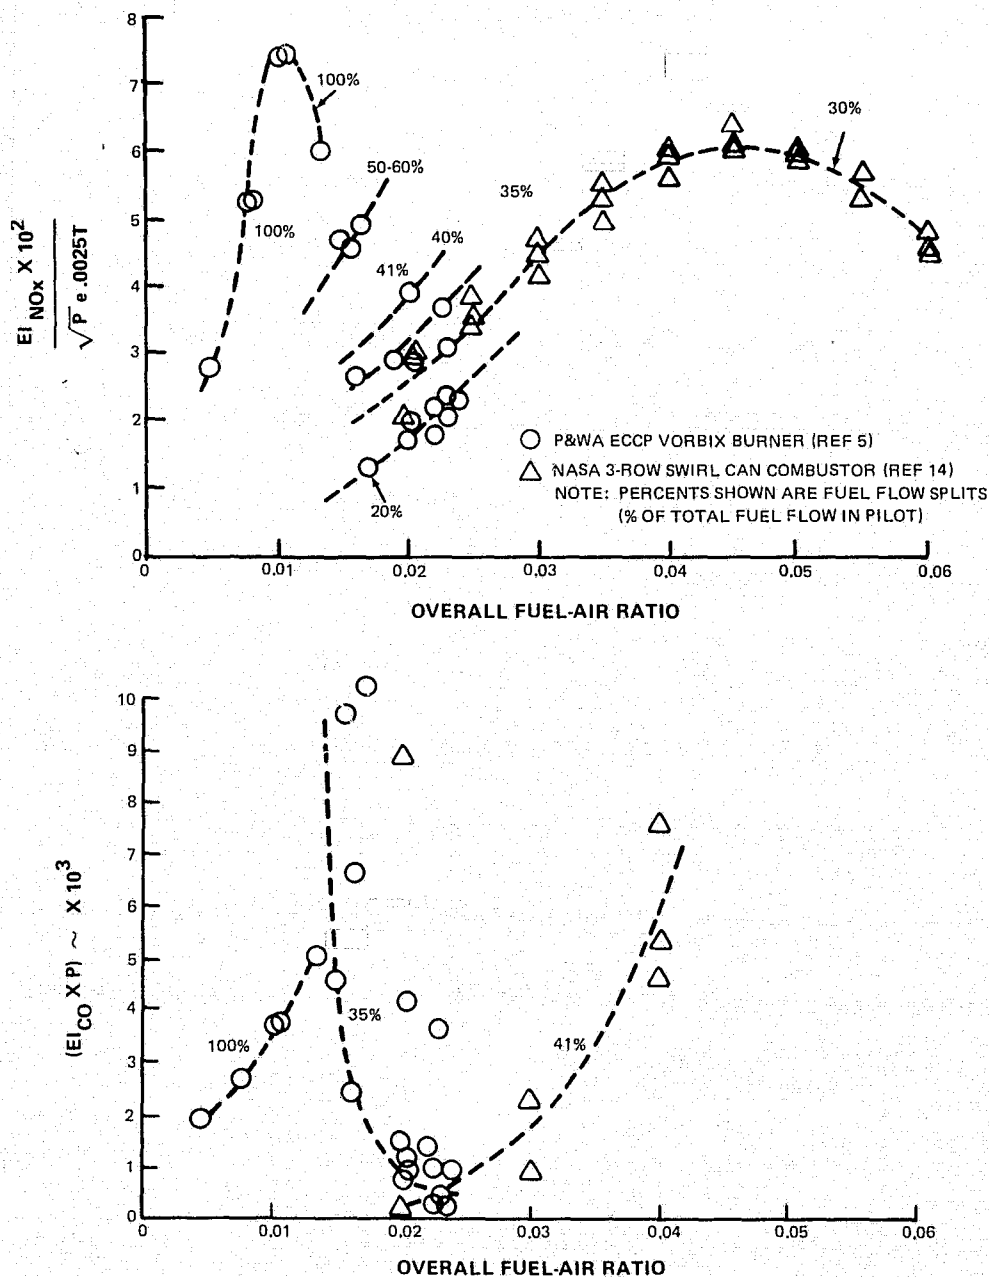 8
7
6
5
4
3
2
1
0
EI NOx X 10²
√P e .0025T
100%
100%
50-60%
40%
41%
35%
30%
20%
P&WA ECCP VORBIX BURNER (REF 5)
NASA 3-ROW SWIRL CAN COMBUSTOR (REF 14)
NOTE: PERCENTS SHOWN ARE FUEL FLOW SPLITS
(% OF TOTAL FUEL FLOW IN PILOT)
0 0.01 0.02 0.03 0.04 0.05 0.06
OVERALL FUEL-AIR RATIO
10
9
8
7
6
5
4
3
2
1
0
(EI CO X P) ~ X 10³
100%
35%
41%
0 0.01 0.02 0.03 0.04 0.05 0.06
OVERALL FUEL-AIR RATIO